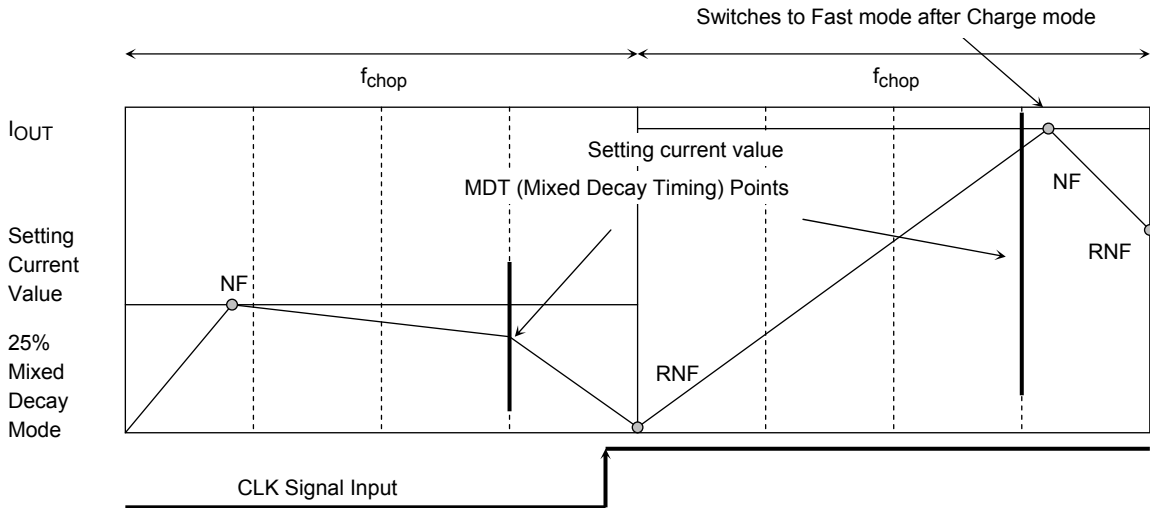 Switches to Fast mode after Charge mode
fchop
fchop
IOUT
Setting current value
MDT (Mixed Decay Timing) Points
NF
Setting
Current
Value
NF
RNF
25%
Mixed
Decay
Mode
RNF
CLK Signal Input